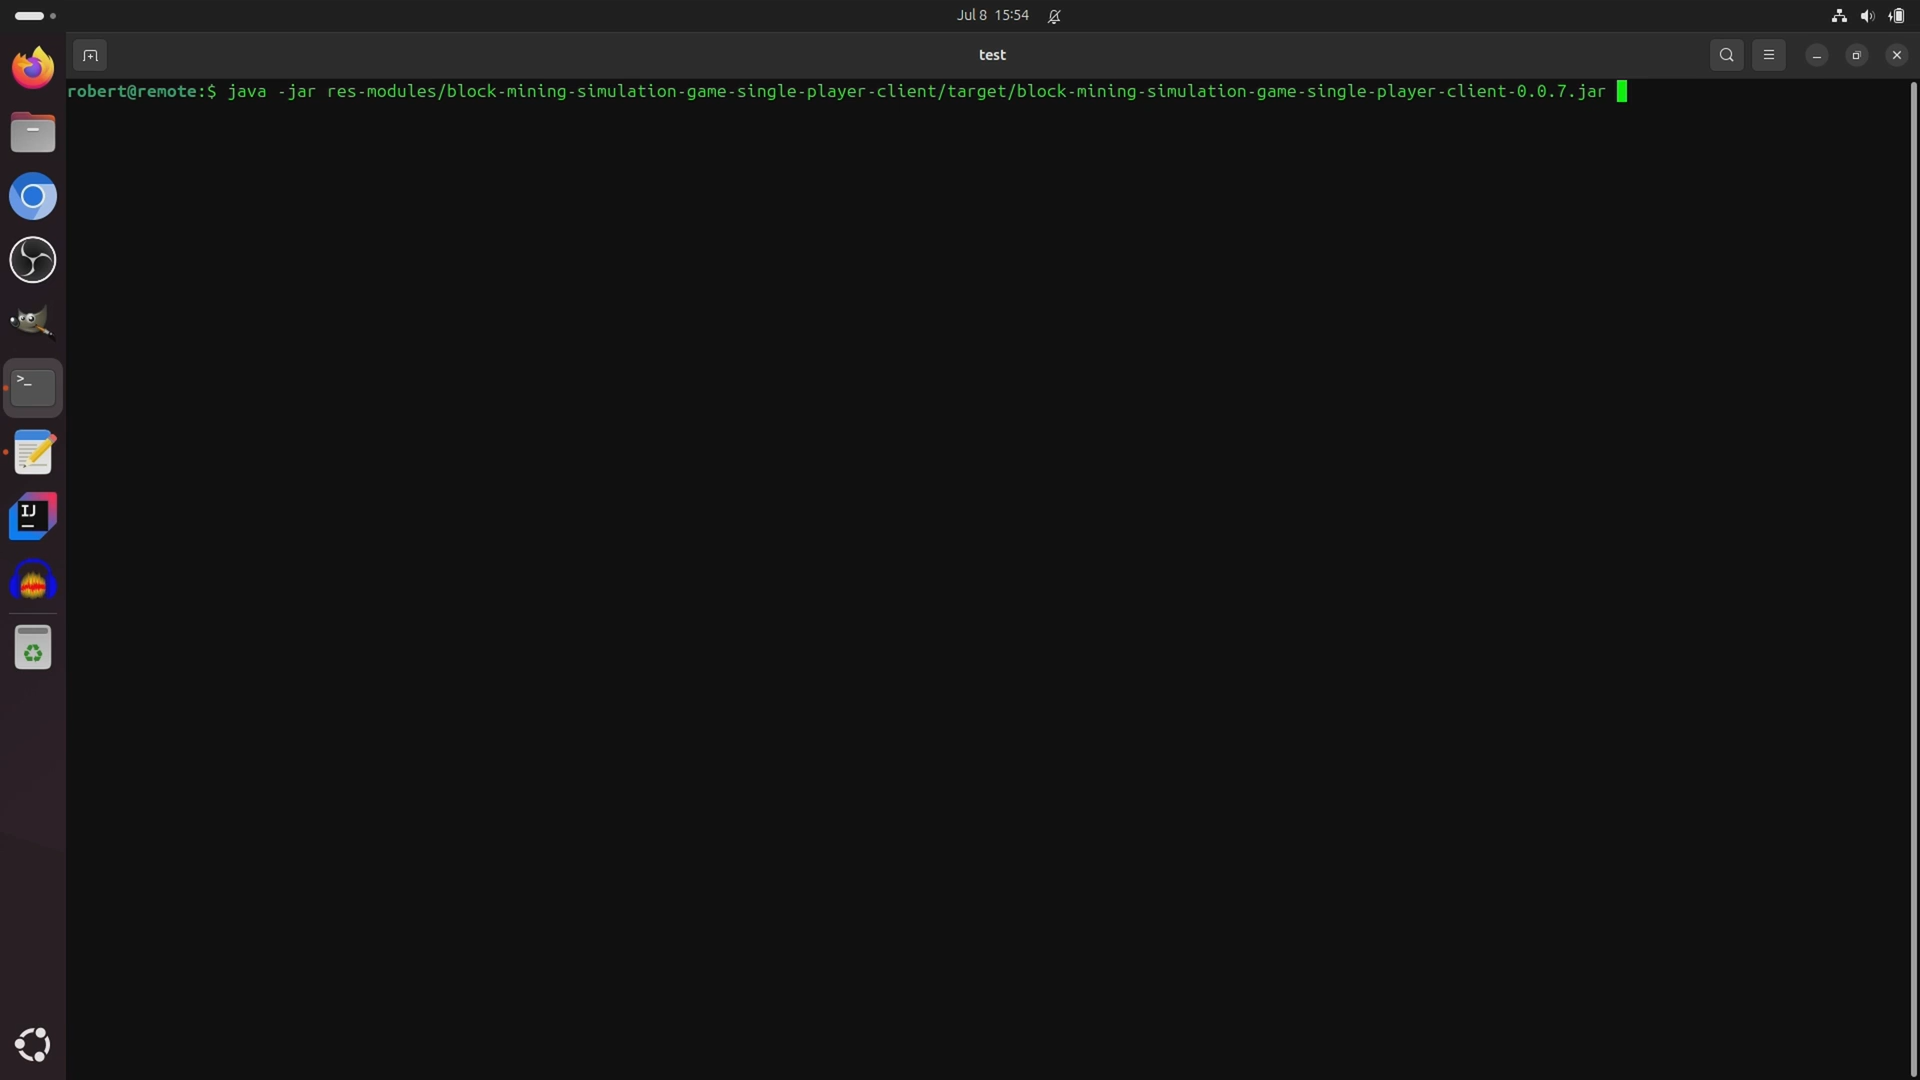 Jul 8 15:54
test
robert@remote:$ java -jar res-modules/block-mining-simulation-game-single-player-client/target/block-mining-simulation-game-single-player-client-0.0.7.jar
>_
IJ